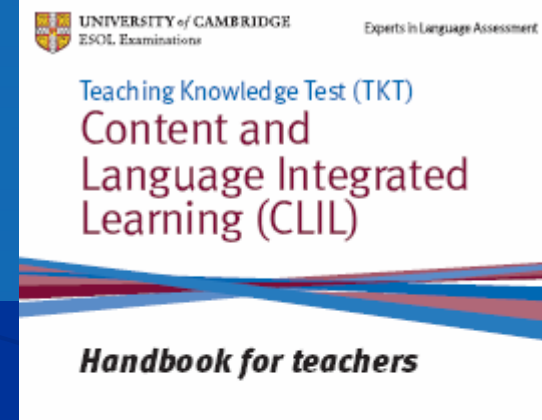 UNIVERSITY of CAMBRIDGE
ESOL Examinations
Experts in Language Assessment
Teaching Knowledge Test (TKT)
Content and
Language Integrated
Learning (CLIL)
Handbook for teachers